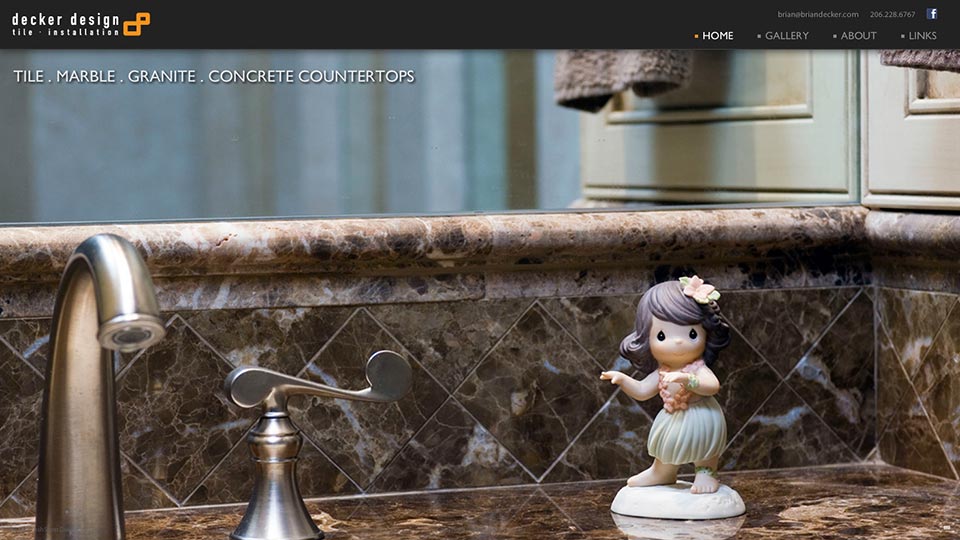 decker design
tile · installation
brian@briandecker.com 206.228.6767 f
HOME GALLERY ABOUT LINKS
TILE . MARBLE . GRANITE . CONCRETE COUNTERTOPS